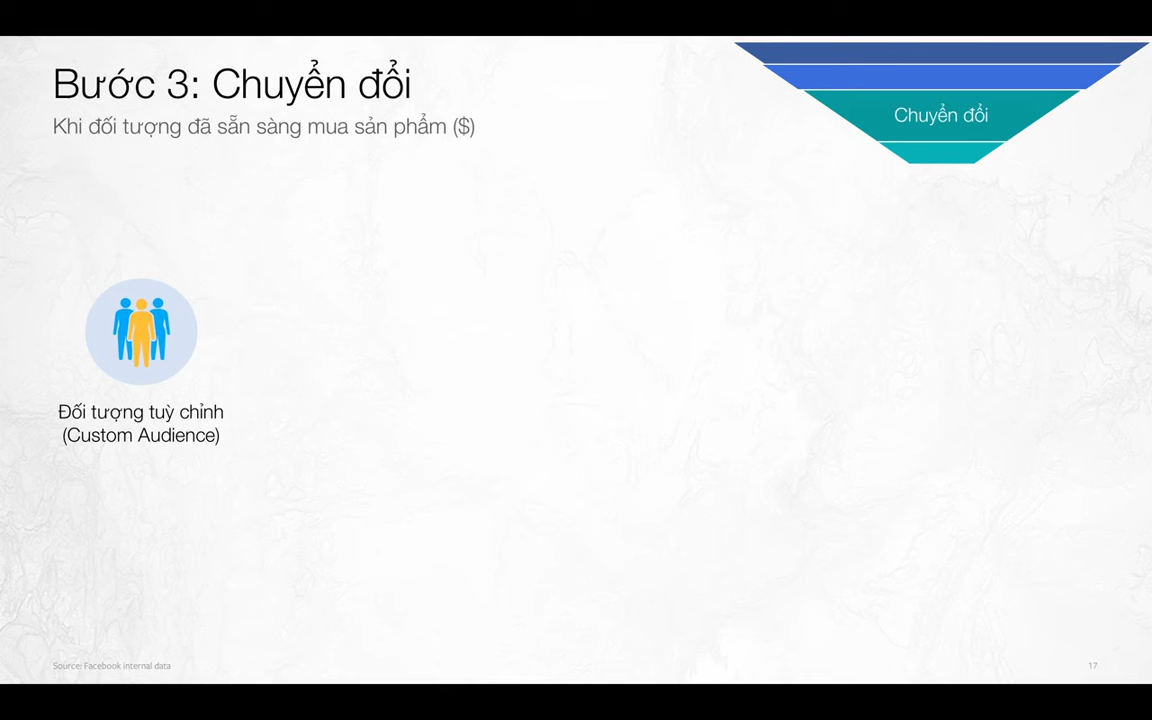 Bước 3: Chuyển đổi
Khi đối tượng đã sẵn sàng mua sản phẩm ($)
Chuyển đổi
Đối tượng tuỳ chỉnh
(Custom Audience)
Source: Facebook internal data
17